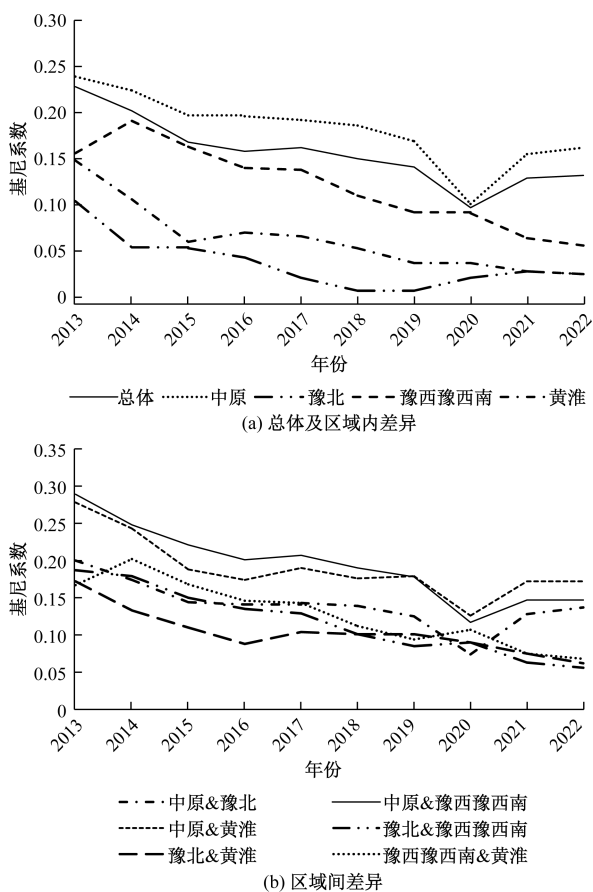 0.30
0.25
0.20
0.15
0.10
0.05
0
基尼系数
2013 2014 2015 2016 2017 2018 2019 2020 2021 2022
年份
总体 中原 豫北 豫西豫西南 黄淮
(a) 总体及区域内差异
0.35
0.30
0.25
0.20
0.15
0.10
0.05
0
基尼系数
2013 2014 2015 2016 2017 2018 2019 2020 2021 2022
年份
中原&豫北 中原&豫西豫西南
中原&黄淮 豫北&豫西豫西南
豫北&黄淮 豫西豫西南&黄淮
(b) 区域间差异